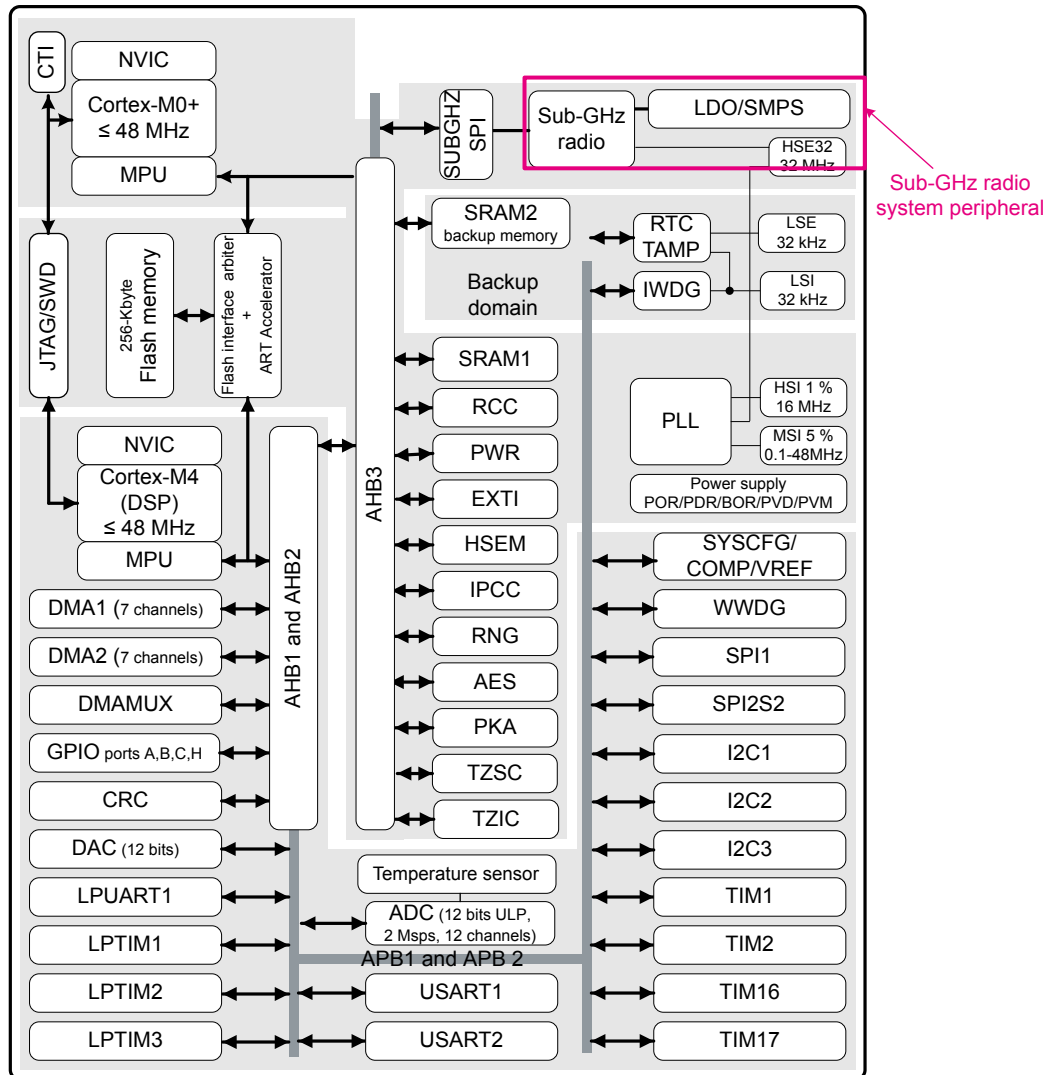 CTI
NVIC
Cortex-M0+
≤ 48 MHz
MPU
SUBGHZ
SPI
Sub-GHz
radio
LDO/SMPS
HSE32
32 MHz
Sub-GHz radio
system peripheral
JTAG/SWD
256-Kbyte
Flash memory
Flash interface arbiter
+
ART Accelerator
SRAM2
backup memory
Backup
domain
RTC
TAMP
IWDG
LSE
32 kHz
LSI
32 kHz
NVIC
Cortex-M4
(DSP)
≤ 48 MHz
MPU
AHB1 and AHB2
AHB3
SRAM1
RCC
PWR
EXTI
HSEM
IPCC
RNG
AES
PKA
TZSC
TZIC
PLL
HSI 1 %
16 MHz
MSI 5 %
0.1-48MHz
Power supply
POR/PDR/BOR/PVD/PVM
DMA1 (7 channels)
DMA2 (7 channels)
DMAMUX
GPIO ports A,B,C,H
CRC
DAC (12 bits)
LPUART1
LPTIM1
LPTIM2
LPTIM3
Temperature sensor
ADC (12 bits ULP,
2 Msps, 12 channels)
APB1 and APB 2
USART1
USART2
SYSCFG/
COMP/VREF
WWDG
SPI1
SPI2S2
I2C1
I2C2
I2C3
TIM1
TIM2
TIM16
TIM17